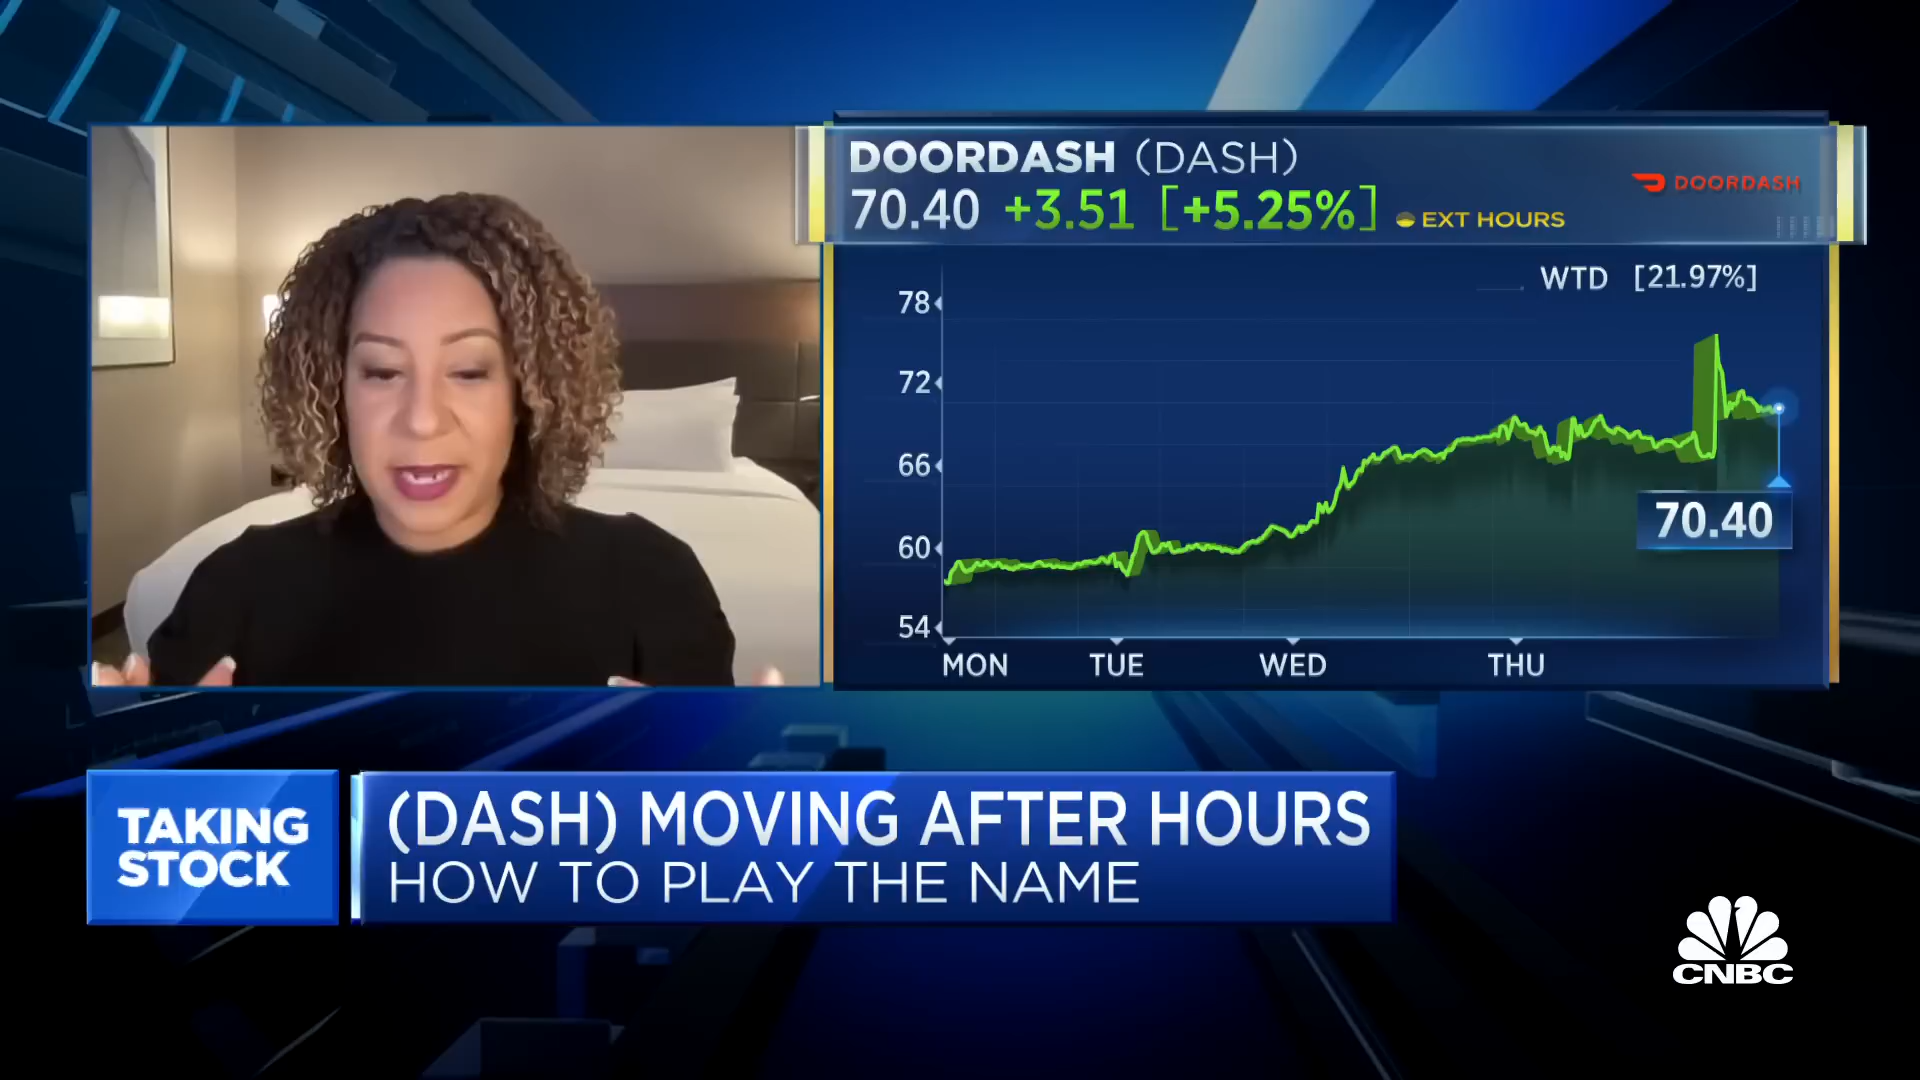 DOORDASH (DASH)
70.40 +3.51 [+5.25%] EXT HOURS
DOORDASH
WTD [21.97%]
78
72
66
60
54
70.40
MON TUE WED THU
TAKING
STOCK
(DASH) MOVING AFTER HOURS
HOW TO PLAY THE NAME
CNBC